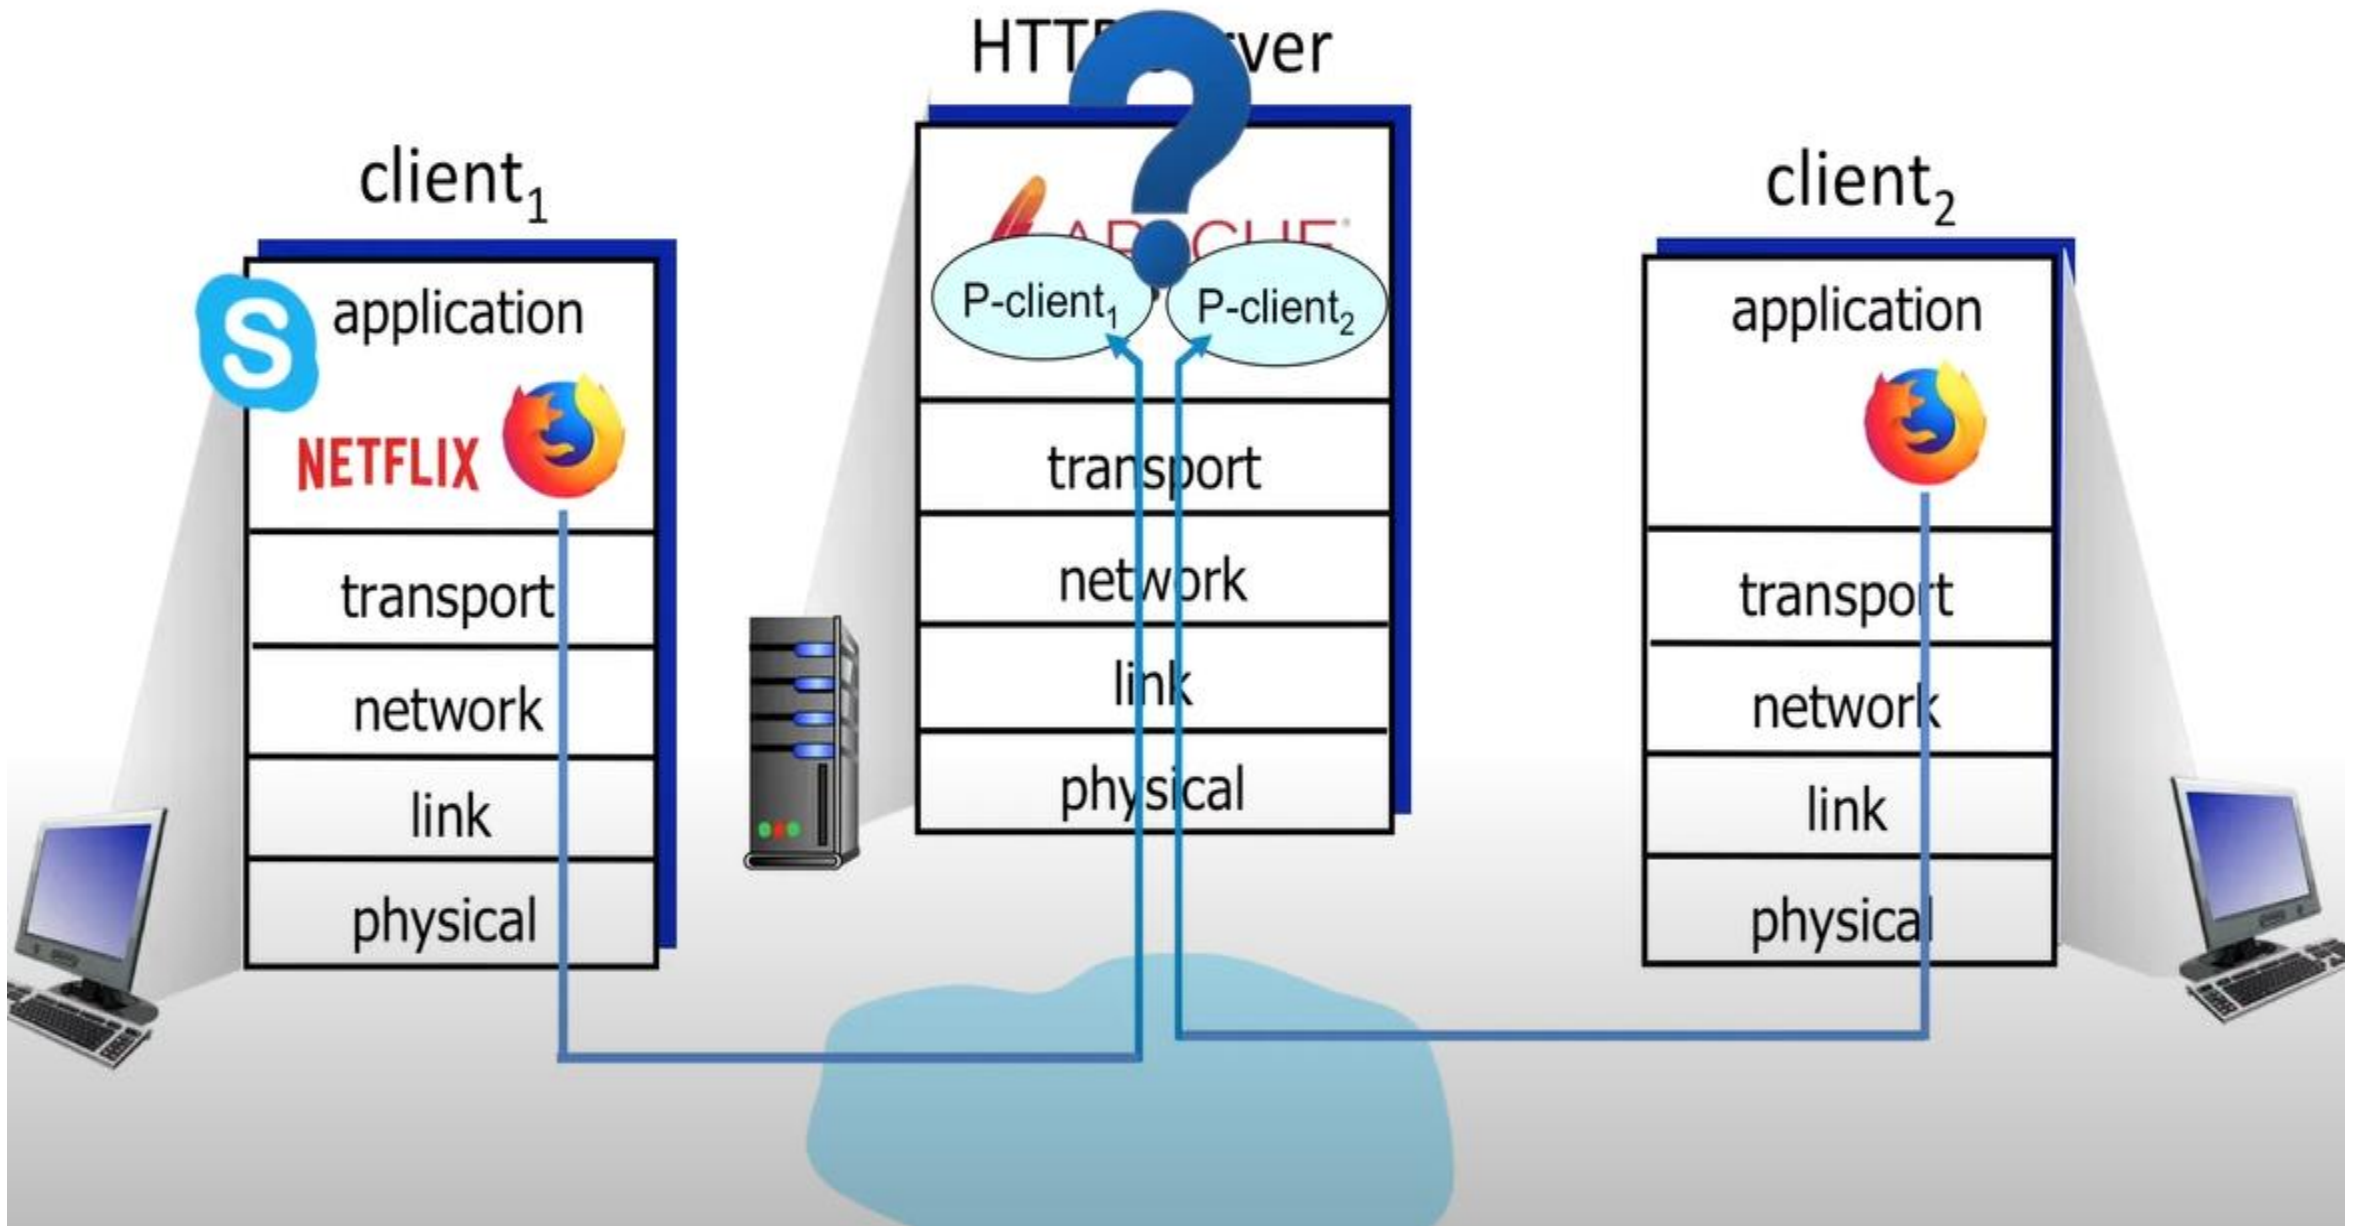 client1
application
NETFLIX
transport
network
link
physical
P-client1
P-client2
transport
network
link
physical
client2
application
transport
network
link
physical